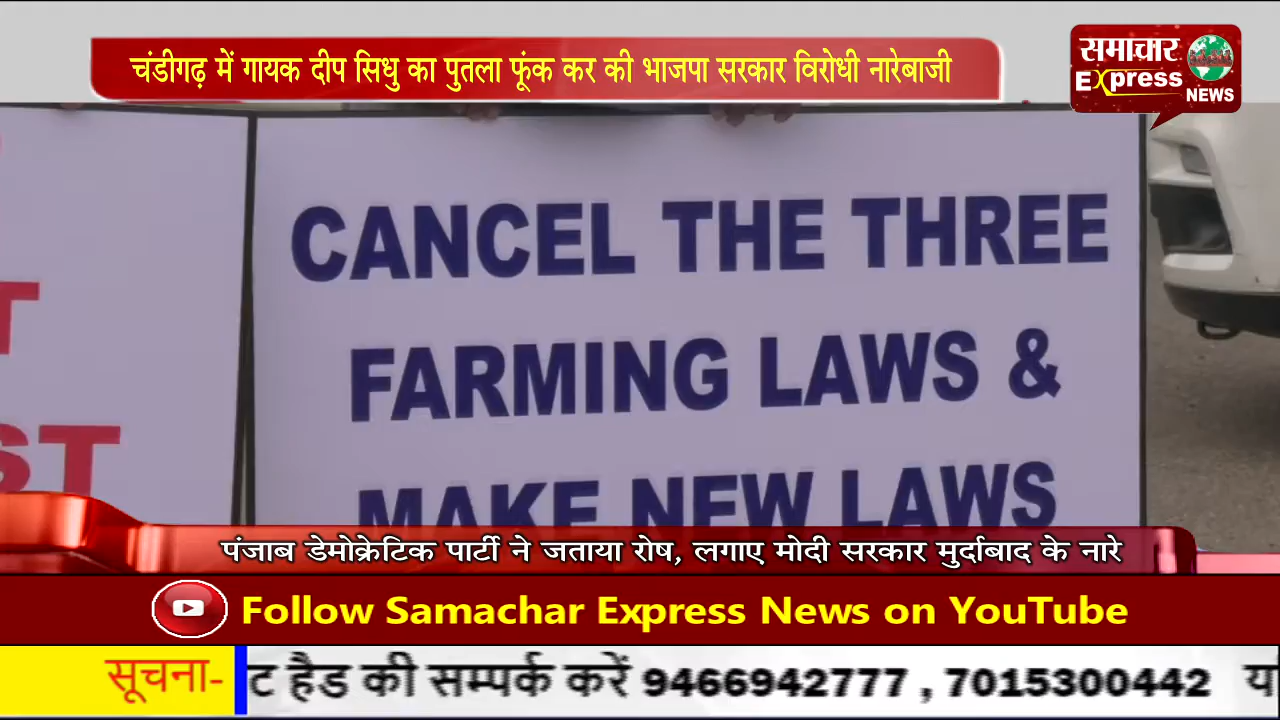 चंडीगढ़ में गायक दीप सिधु का पुतला फूंक कर की भाजपा सरकार विरोधी नारेबाजी
समाचार
Express
NEWS
CANCEL THE THREE
FARMING LAWS &
MAKE NEW LAWS
T
ST
पंजाब डेमोक्रेटिक पार्टी ने जताया रोष, लगाए मोदी सरकार मुर्दाबाद के नारे
Follow Samachar Express News on YouTube
सूचना- ट हैड की सम्पर्क करें 9466942777 , 7015300442 य